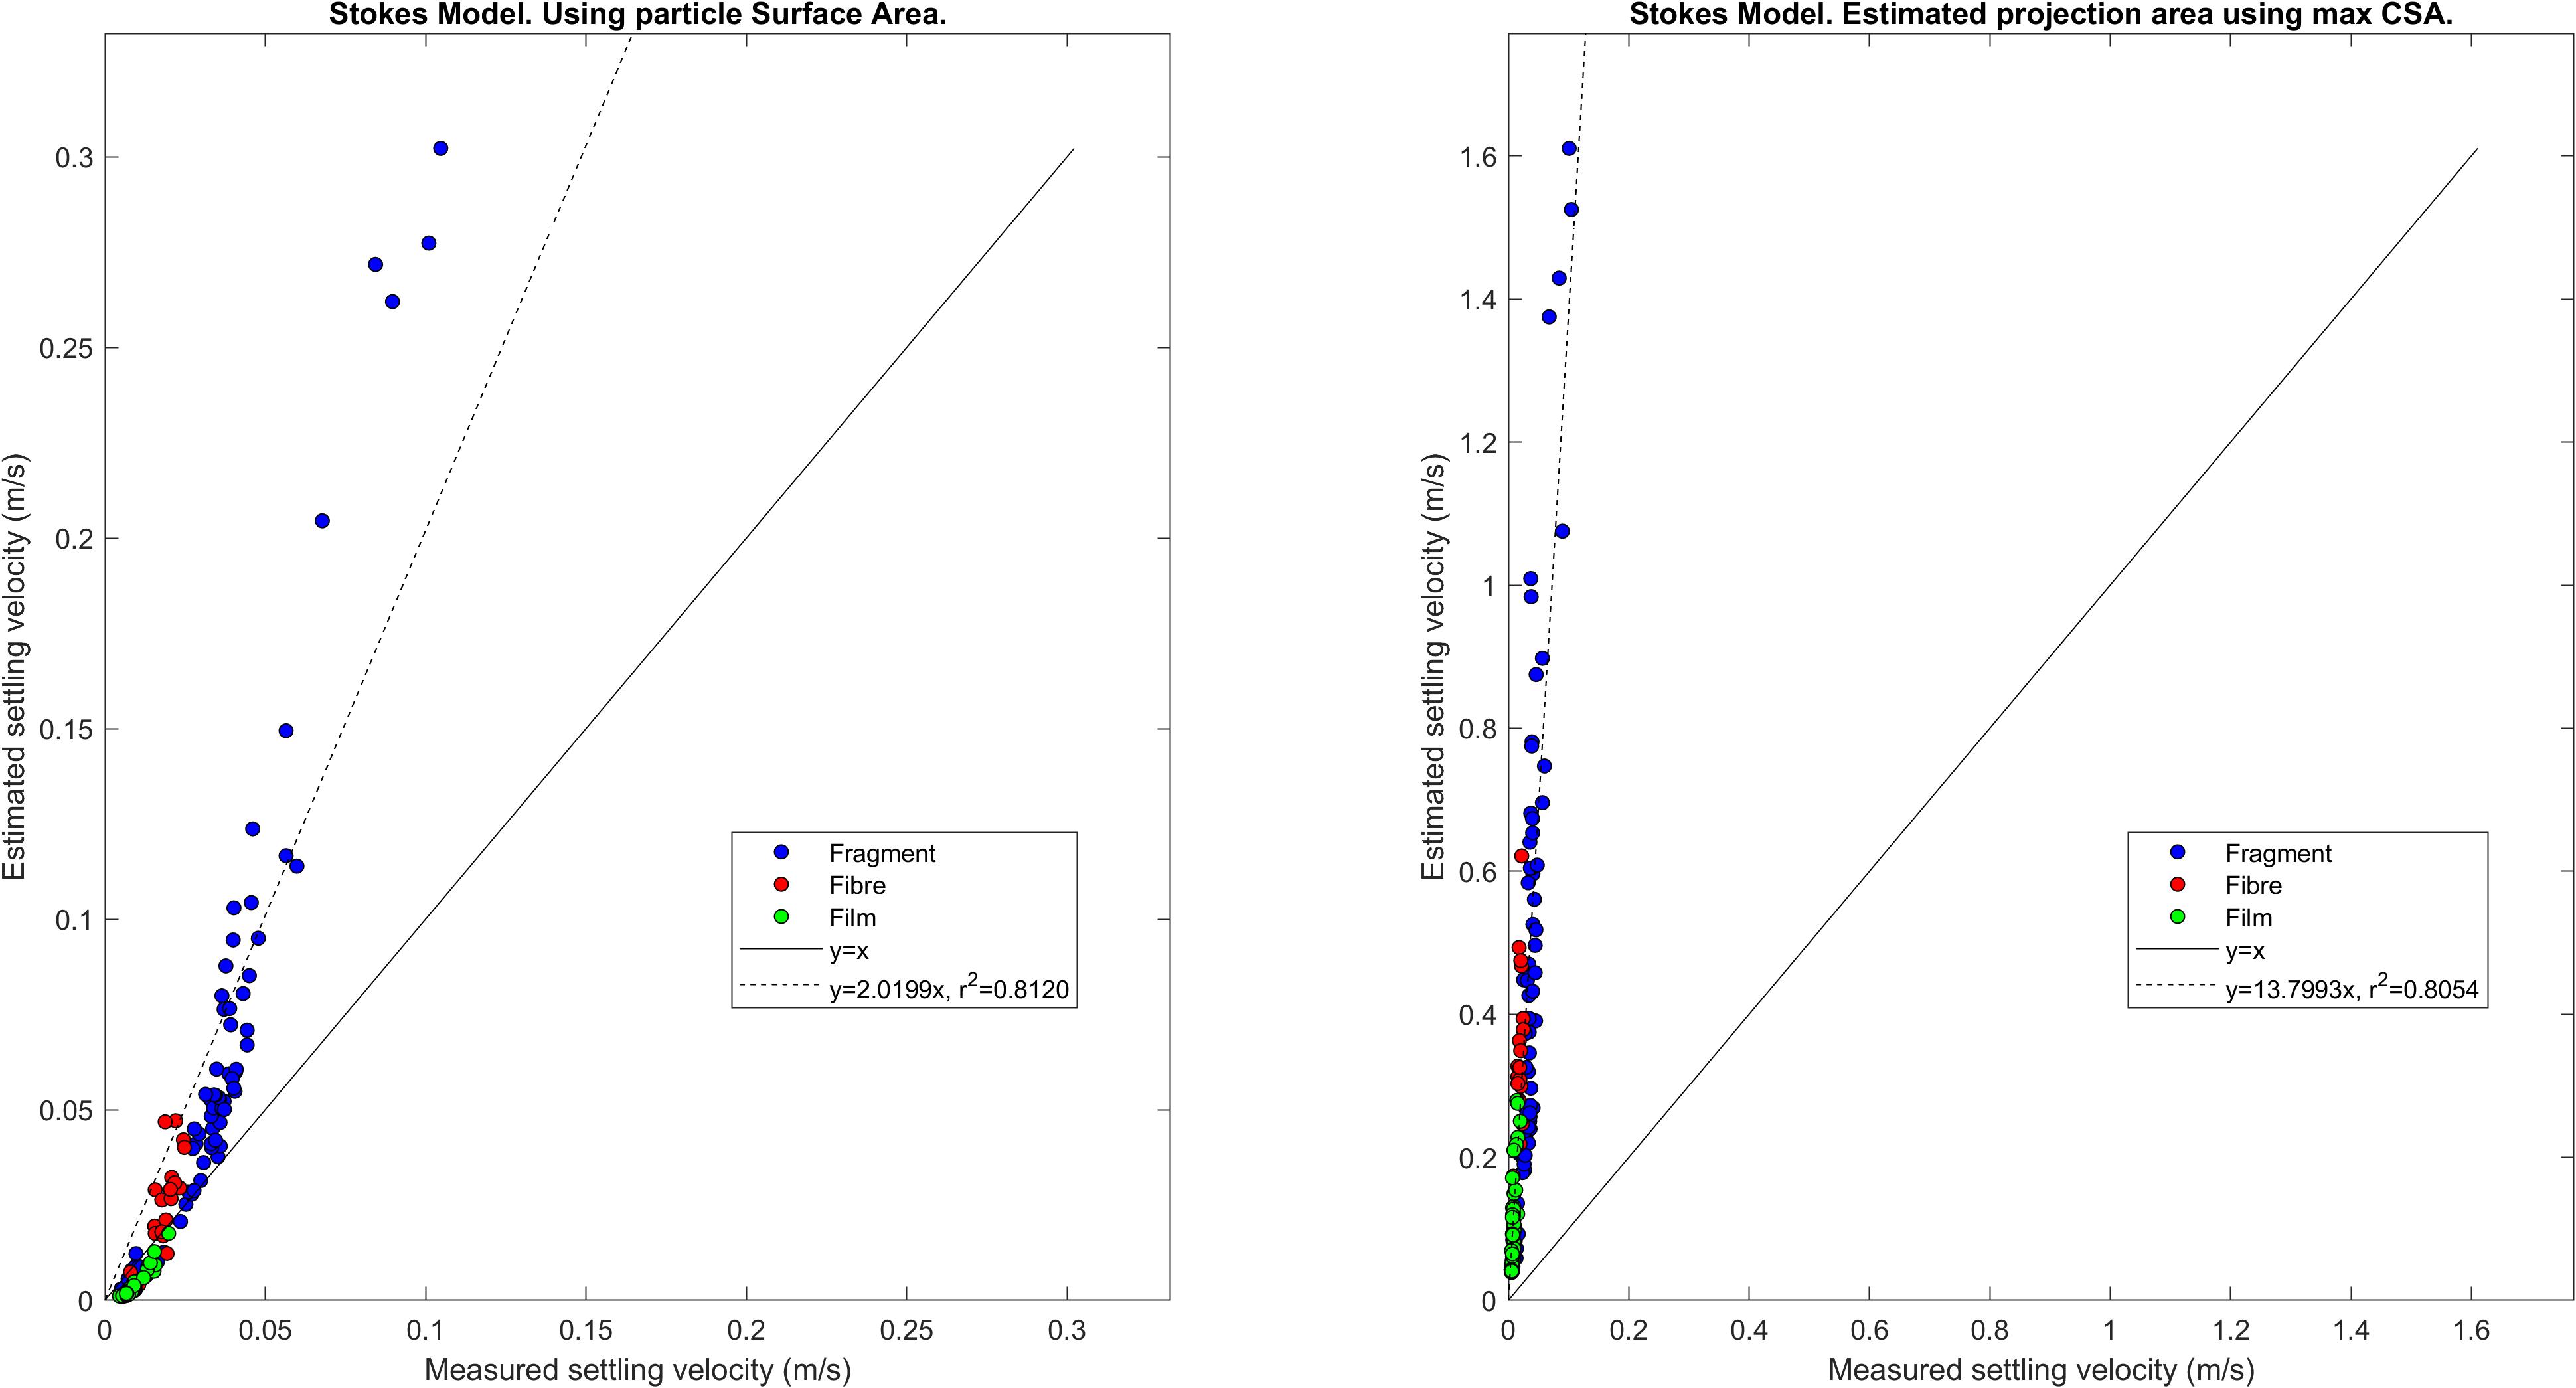 Stokes Model. Using particle Surface Area.
Estimated settling velocity (m/s)
0.3
0.25
0.2
0.15
0.1
0.05
0
0 0.05 0.1 0.15 0.2 0.25 0.3
Measured settling velocity (m/s)
Fragment
Fibre
Film
y=x
y=2.0199x, r²=0.8120
Stokes Model. Estimated projection area using max CSA.
Estimated settling velocity (m/s)
1.6
1.4
1.2
1
0.8
0.6
0.4
0.2
0
0 0.2 0.4 0.6 0.8 1 1.2 1.4 1.6
Measured settling velocity (m/s)
Fragment
Fibre
Film
y=x
y=13.7993x, r²=0.8054